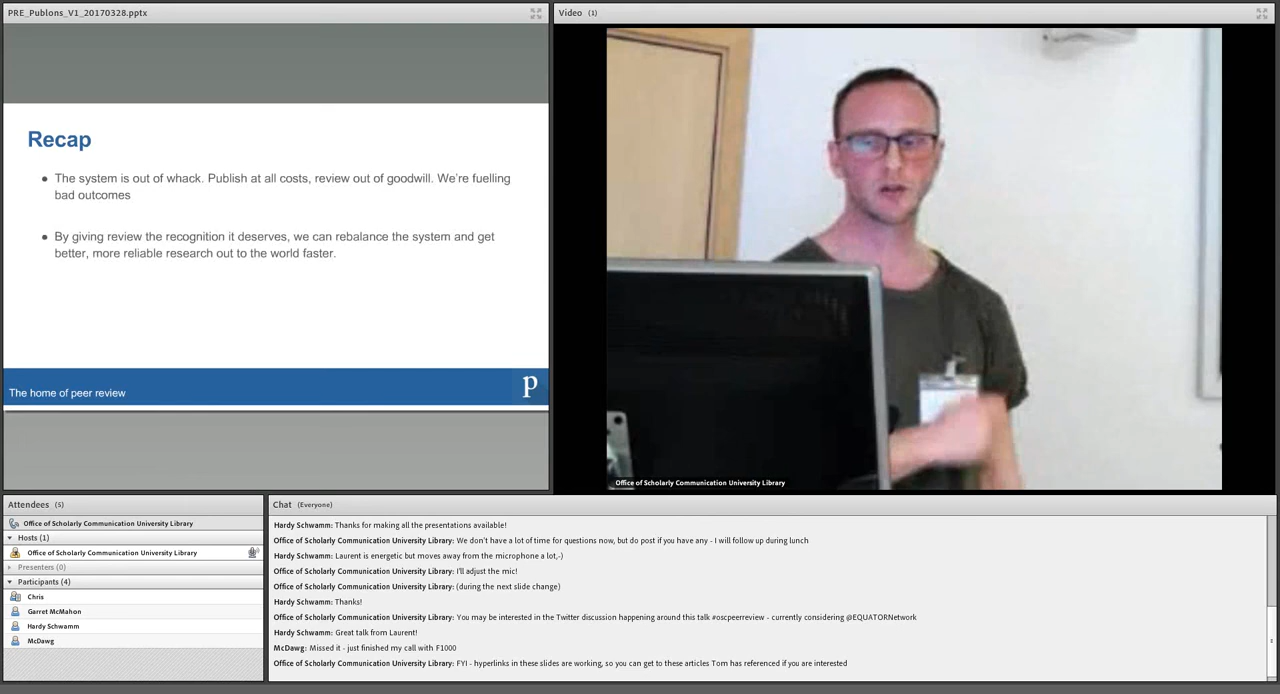 PRE_Publons_V1_20170328.pptx
Recap
● The system is out of whack. Publish at all costs, review out of goodwill. We're fuelling
bad outcomes
● By giving review the recognition it deserves, we can rebalance the system and get
better, more reliable research out to the world faster.
The home of peer review
p
Video (1)
Office of Scholarly Communication University Library
Attendees (5)
Office of Scholarly Communication University Library
Hosts (1)
Office of Scholarly Communication University Library
Presenters (0)
Participants (4)
Chris
Garret McMahon
Hardy Schwamm
McDawg
Chat (Everyone)
Hardy Schwamm: Thanks for making all the presentations available!
Office of Scholarly Communication University Library: We don't have a lot of time for questions now, but do post if you have any - I will follow up during lunch
Hardy Schwamm: Laurent is energetic but moves away from the microphone a lot,-)
Office of Scholarly Communication University Library: I'll adjust the mic!
Office of Scholarly Communication University Library: (during the next slide change)
Hardy Schwamm: Thanks!
Office of Scholarly Communication University Library: You may be interested in the Twitter discussion happening around this talk #oscpeerreview - currently considering @EQUATORNetwork
Hardy Schwamm: Great talk from Laurent!
McDawg: Missed it - just finished my call with F1000
Office of Scholarly Communication University Library: FYI - hyperlinks in these slides are working, so you can get to these articles Tom has referenced if you are interested